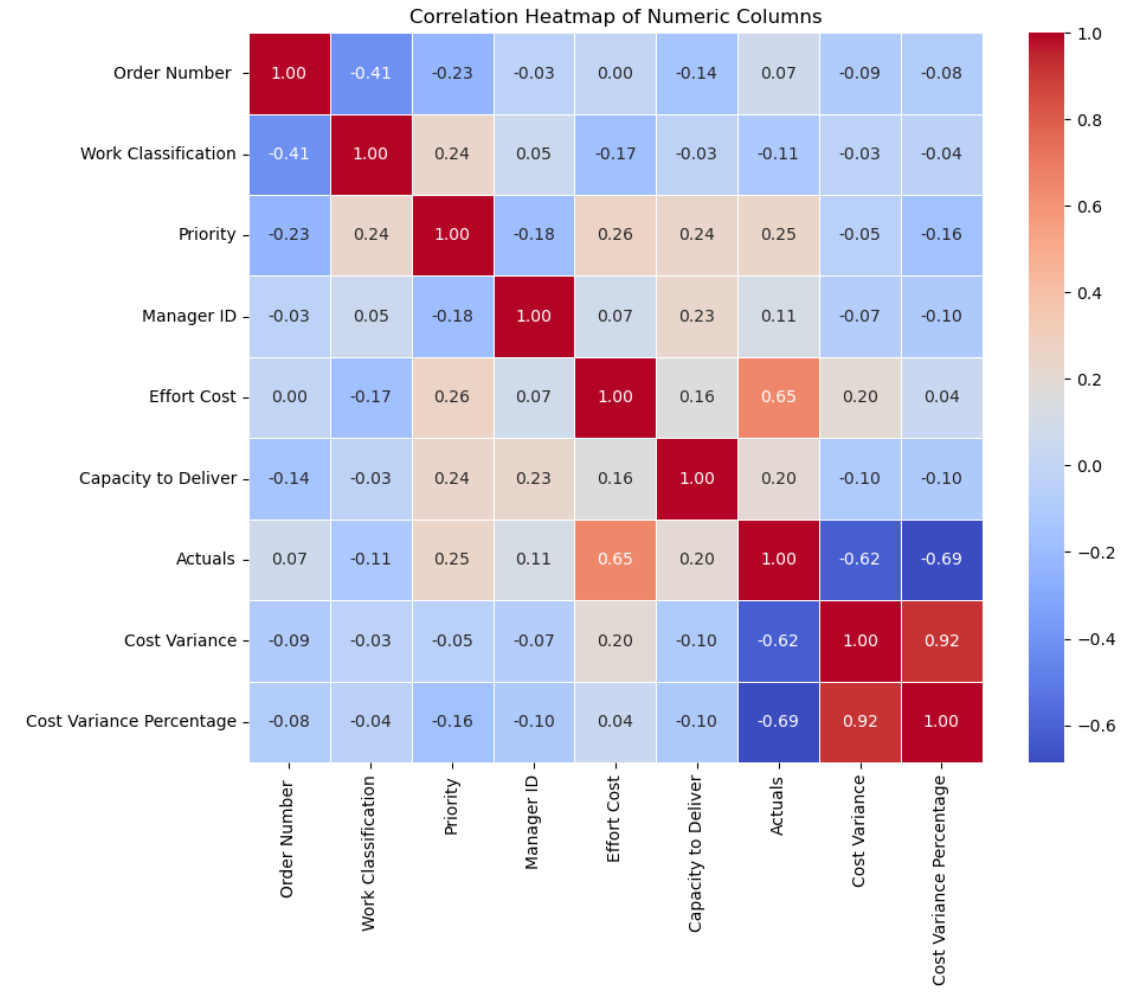 Correlation Heatmap of Numeric Columns
Order Number 1.00 -0.41 -0.23 -0.03 0.00 -0.14 0.07 -0.09 -0.08
Work Classification -0.41 1.00 0.24 0.05 -0.17 -0.03 -0.11 -0.03 -0.04
Priority -0.23 0.24 1.00 -0.18 0.26 0.24 0.25 -0.05 -0.16
Manager ID -0.03 0.05 -0.18 1.00 0.07 0.23 0.11 -0.07 -0.10
Effort Cost 0.00 -0.17 0.26 0.07 1.00 0.16 0.65 0.20 0.04
Capacity to Deliver -0.14 -0.03 0.24 0.23 0.16 1.00 0.20 -0.10 -0.10
Actuals 0.07 -0.11 0.25 0.11 0.65 0.20 1.00 -0.62 -0.69
Cost Variance -0.09 -0.03 -0.05 -0.07 0.20 -0.10 -0.62 1.00 0.92
Cost Variance Percentage -0.08 -0.04 -0.16 -0.10 0.04 -0.10 -0.69 0.92 1.00
Order Number
Work Classification
Priority
Manager ID
Effort Cost
Capacity to Deliver
Actuals
Cost Variance
Cost Variance Percentage
1.0
0.8
0.6
0.4
0.2
0.0
−0.2
−0.4
−0.6